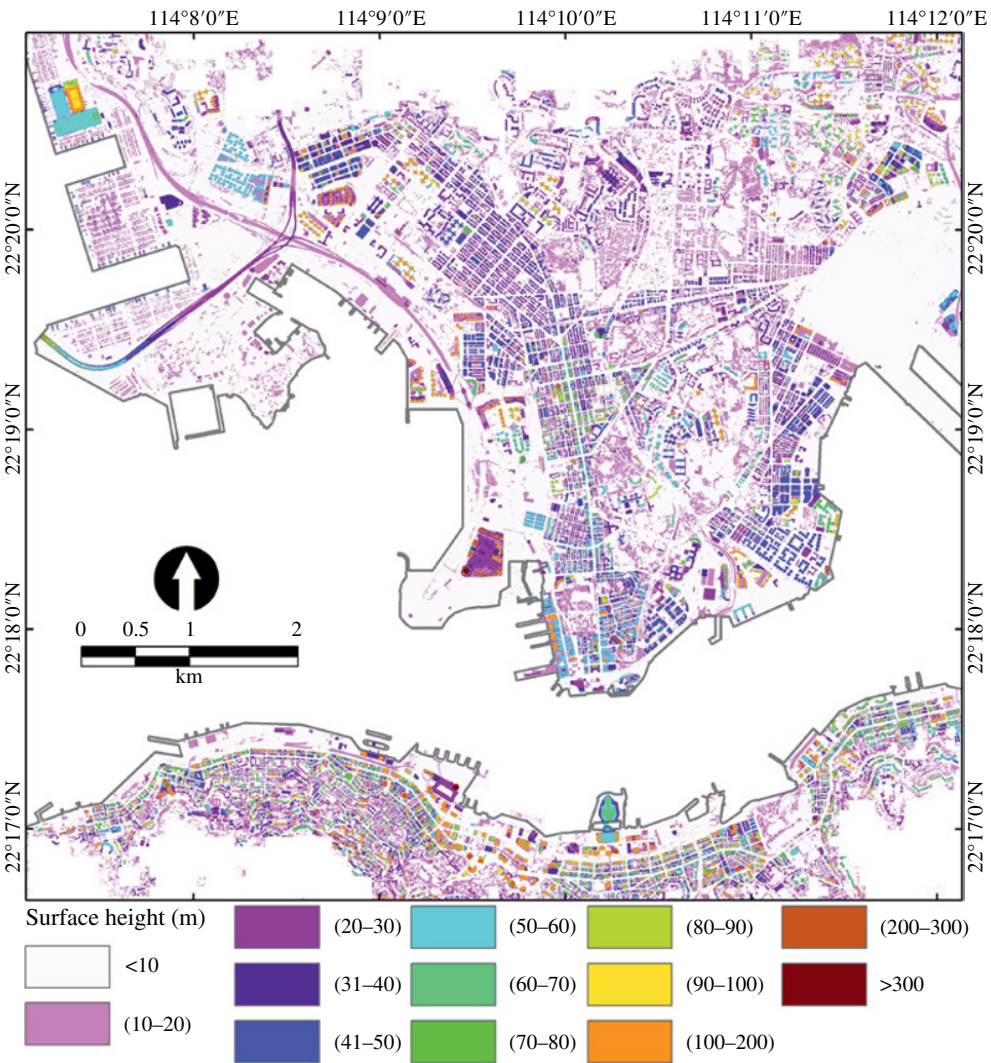 114°8′0″E 114°9′0″E 114°10′0″E 114°11′0″E 114°12′0″E
22°20′0″N 22°20′0″N
22°19′0″N 22°19′0″N
22°18′0″N 22°18′0″N
22°17′0″N 22°17′0″N
0 0.5 1 2
km
Surface height (m)
<10
(10–20)
(20–30)
(31–40)
(41–50)
(50–60)
(60–70)
(70–80)
(80–90)
(90–100)
(100–200)
(200–300)
>300